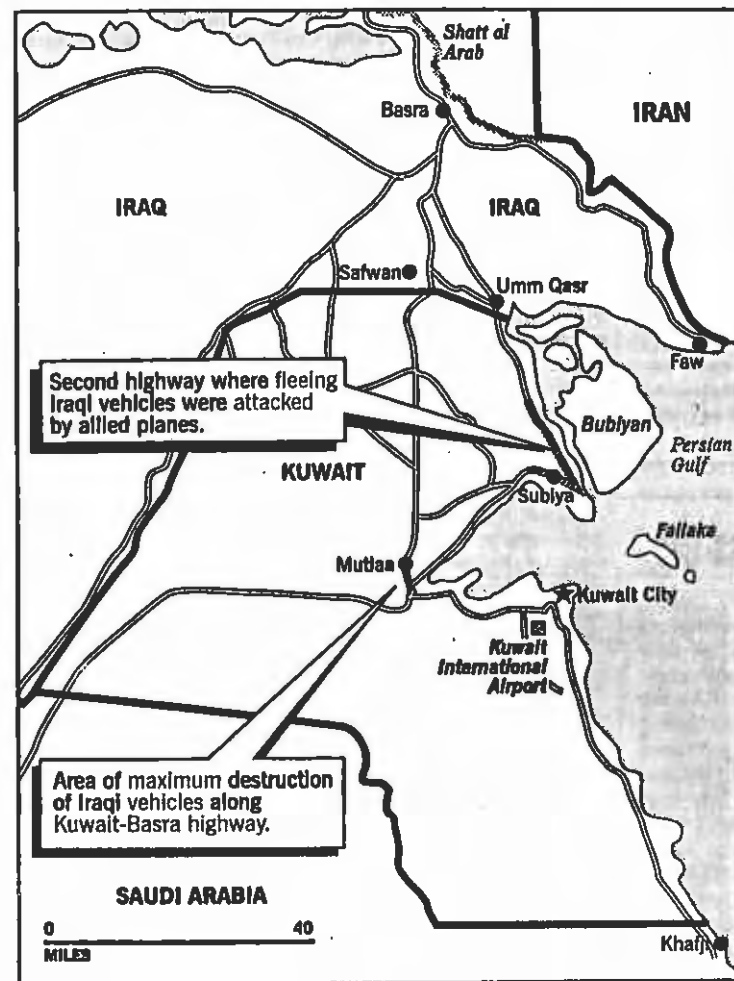 Shatt al
Arab
Basra
IRAN
IRAQ
IRAQ
Safwan
Umm Qasr
Faw
Second highway where fleeing
Iraqi vehicles were attacked
by allied planes.
Bubiyan
Persian
Gulf
KUWAIT
Subiya
Failaka
Mutlaa
Kuwait City
Kuwait
International
Airport
Area of maximum destruction
of Iraqi vehicles along
Kuwait-Basra highway.
SAUDI ARABIA
0 40
MILES
Khafji